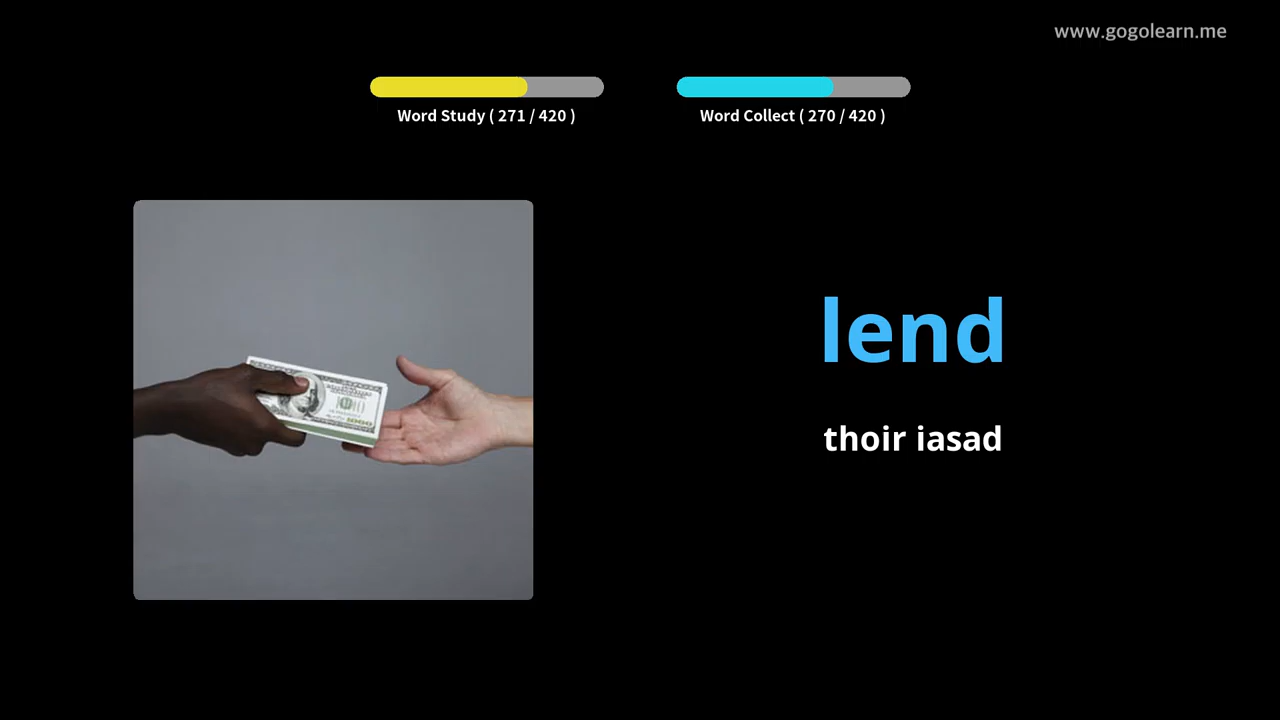 www.gogolearn.me
Word Study ( 271 / 420 )
Word Collect ( 270 / 420 )
lend
thoir iasad